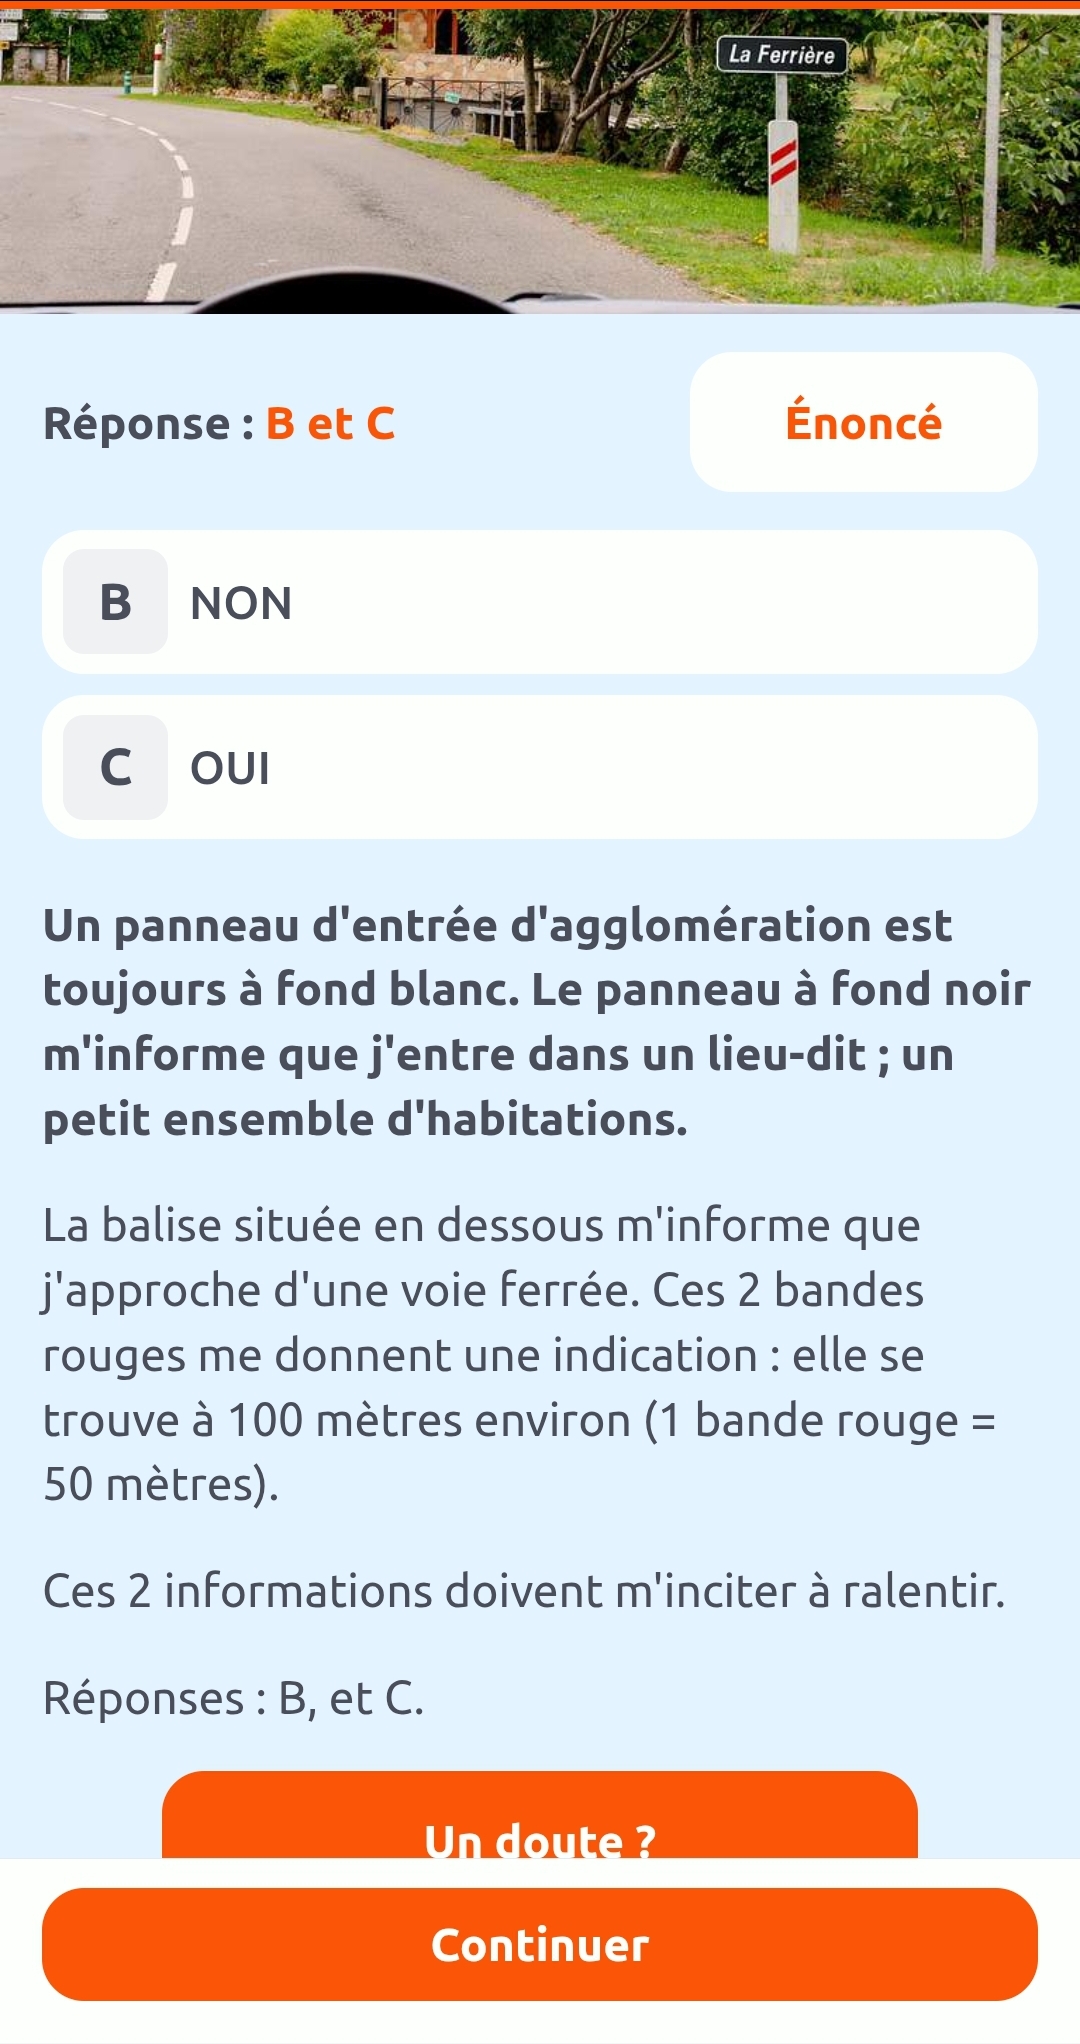 La Ferrière
Réponse : B et C
Énoncé
B NON
C OUI
Un panneau d'entrée d'agglomération est
toujours à fond blanc. Le panneau à fond noir
m'informe que j'entre dans un lieu-dit ; un
petit ensemble d'habitations.
La balise située en dessous m'informe que
j'approche d'une voie ferrée. Ces 2 bandes
rouges me donnent une indication : elle se
trouve à 100 mètres environ (1 bande rouge =
50 mètres).
Ces 2 informations doivent m'inciter à ralentir.
Réponses : B, et C.
Un doute ?
Continuer